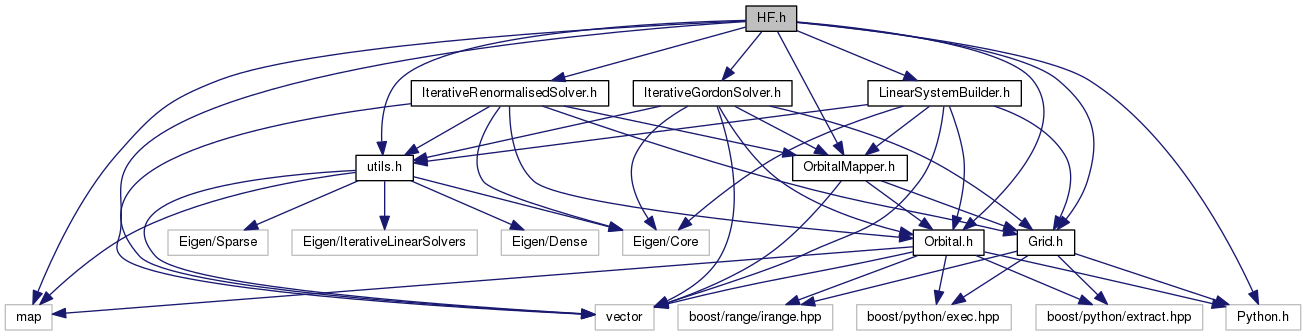 HF.h
IterativeRenormalisedSolver.h
IterativeGordonSolver.h
LinearSystemBuilder.h
utils.h
OrbitalMapper.h
Eigen/Sparse
Eigen/IterativeLinearSolvers
Eigen/Dense
Eigen/Core
Orbital.h
Grid.h
map
vector
boost/range/irange.hpp
boost/python/exec.hpp
boost/python/extract.hpp
Python.h